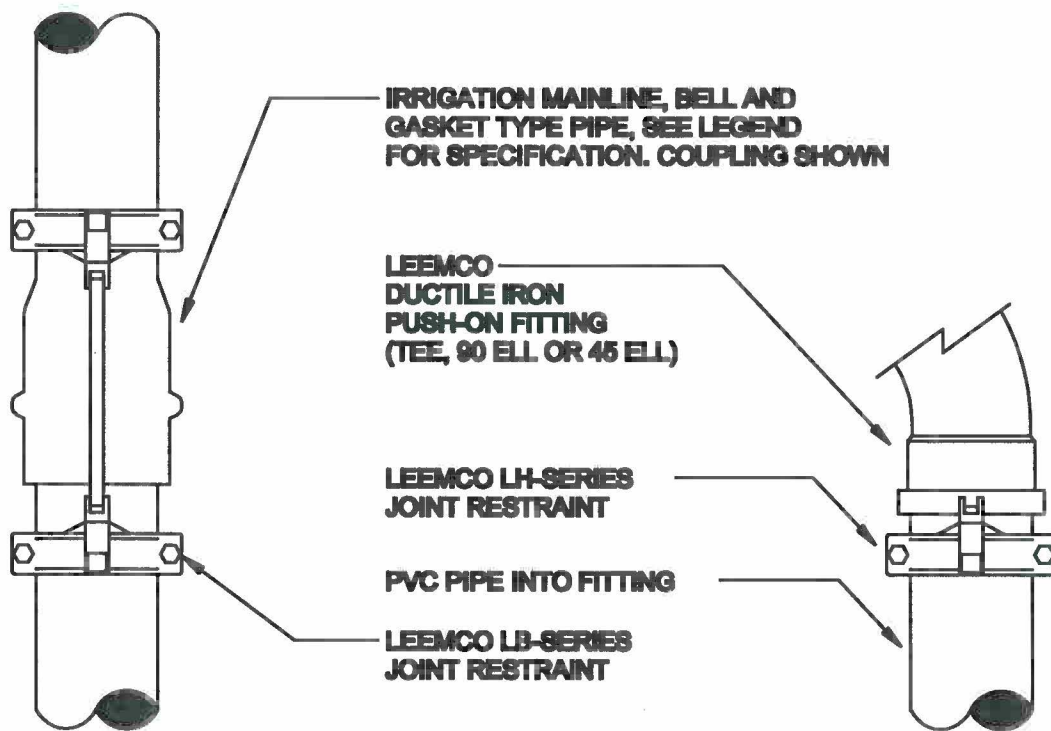 IRRIGATION MAINLINE, BELL AND
GASKET TYPE PIPE, SEE LEGEND
FOR SPECIFICATION. COUPLING SHOWN
LEEMCO
DUCTILE IRON
PUSH-ON FITTING
(TEE, 90 ELL OR 45 ELL)
LEEMCO LH-SERIES
JOINT RESTRAINT
PVC PIPE INTO FITTING
LEEMCO LB-SERIES
JOINT RESTRAINT